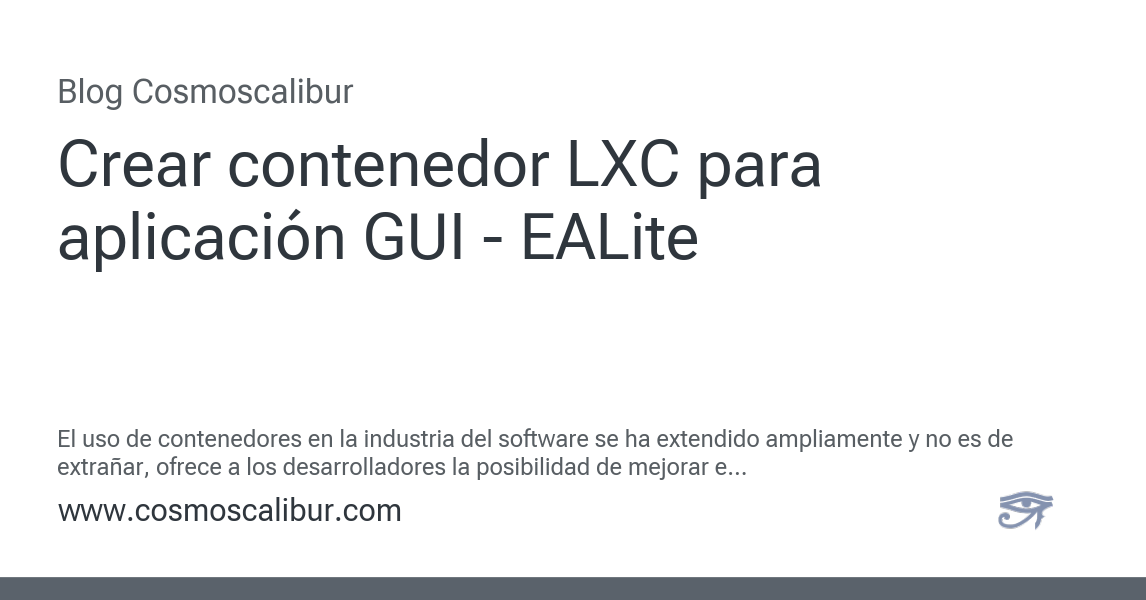 Blog Cosmoscalibur
Crear contenedor LXC para
aplicación GUI - EALite
El uso de contenedores en la industria del software se ha extendido ampliamente y no es de
extrañar, ofrece a los desarrolladores la posibilidad de mejorar e...
www.cosmoscalibur.com